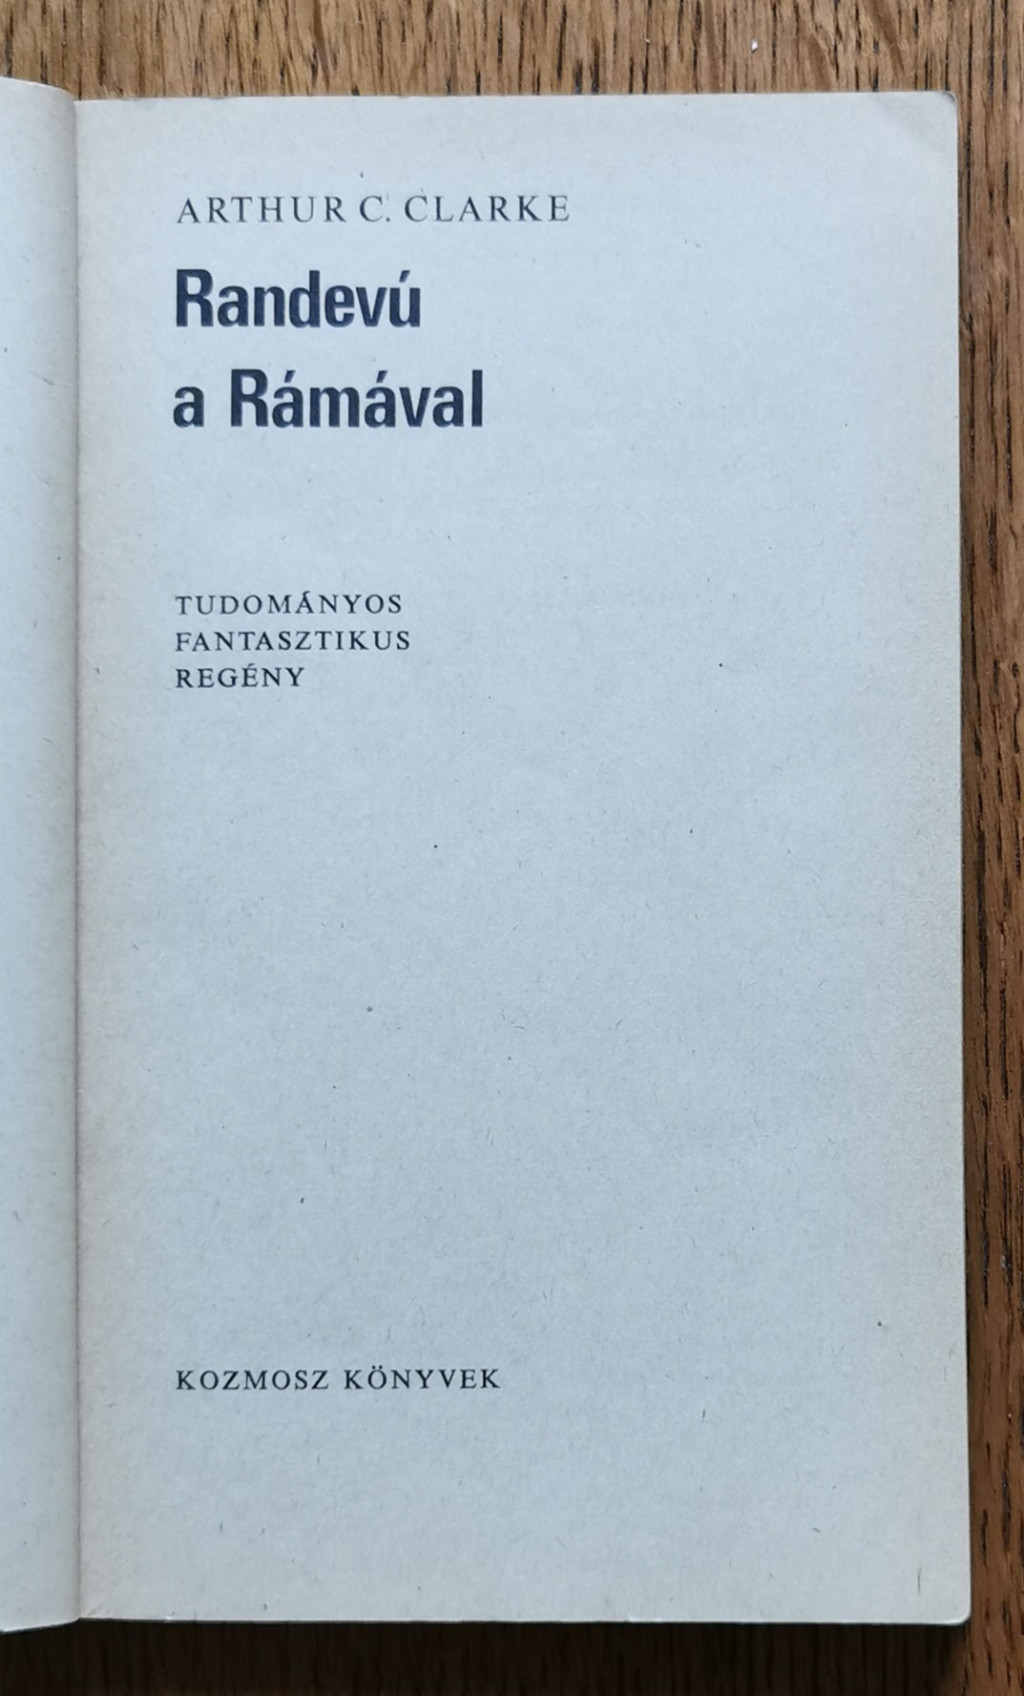 ARTHUR C. CLARKE
Randevú
a Rámával
TUDOMÁNYOS
FANTASZTIKUS
REGÉNY
KOZMOSZ KÖNYVEK